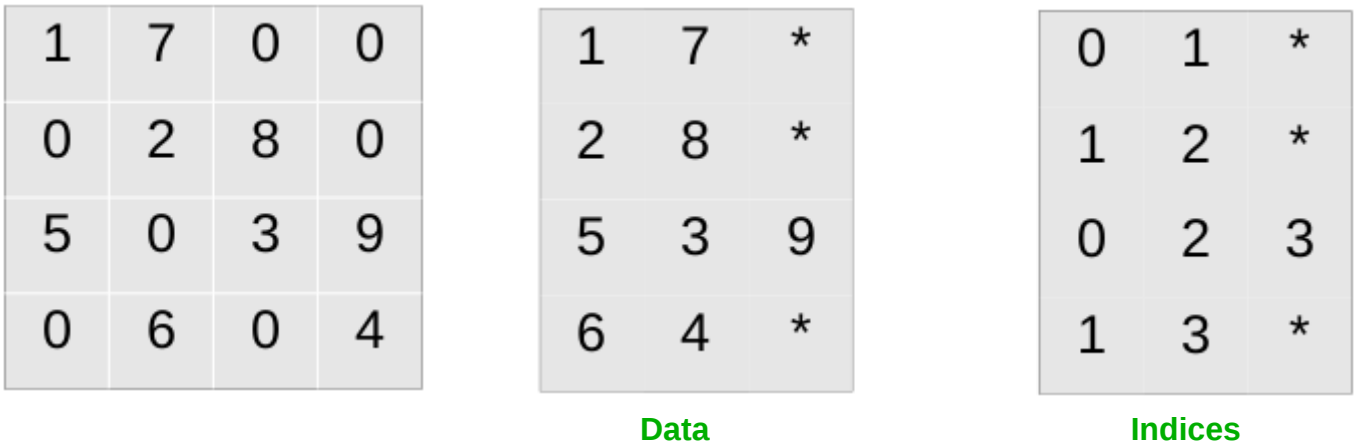 1 7 0 0
0 2 8 0
5 0 3 9
0 6 0 4
1 7 *
2 8 *
5 3 9
6 4 *
Data
0 1 *
1 2 *
0 2 3
1 3 *
Indices